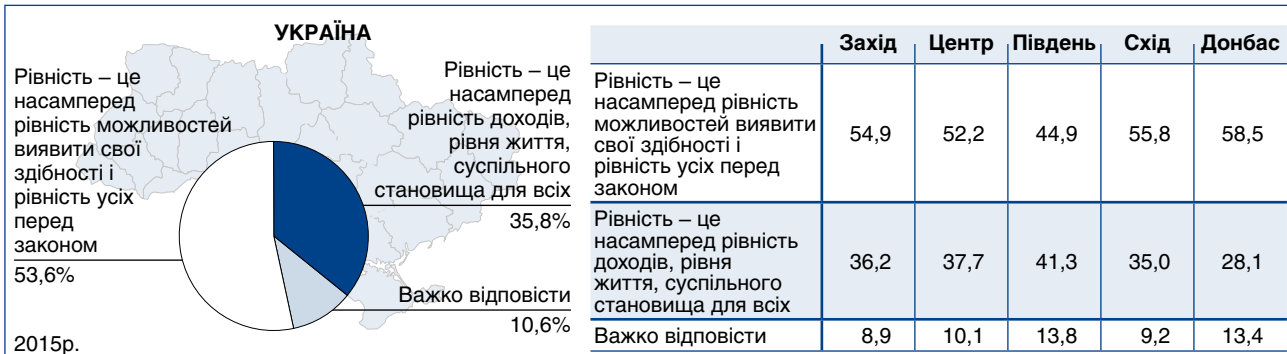 УКРАЇНА
Рівність – це
насамперед
рівність можливостей
виявити свої
здібності і
рівність усіх
перед
законом
53,6%
Рівність – це
насамперед
рівність доходів,
рівня життя,
суспільного
становища для всіх
35,8%
Важко відповісти
10,6%
2015р.
Захід Центр Південь Схід Донбас
Рівність – це
насамперед рівність
можливостей виявити
свої здібності і
рівність усіх перед
законом
54,9 52,2 44,9 55,8 58,5
Рівність – це
насамперед рівність
доходів, рівня
життя, суспільного
становища для всіх
36,2 37,7 41,3 35,0 28,1
Важко відповісти 8,9 10,1 13,8 9,2 13,4